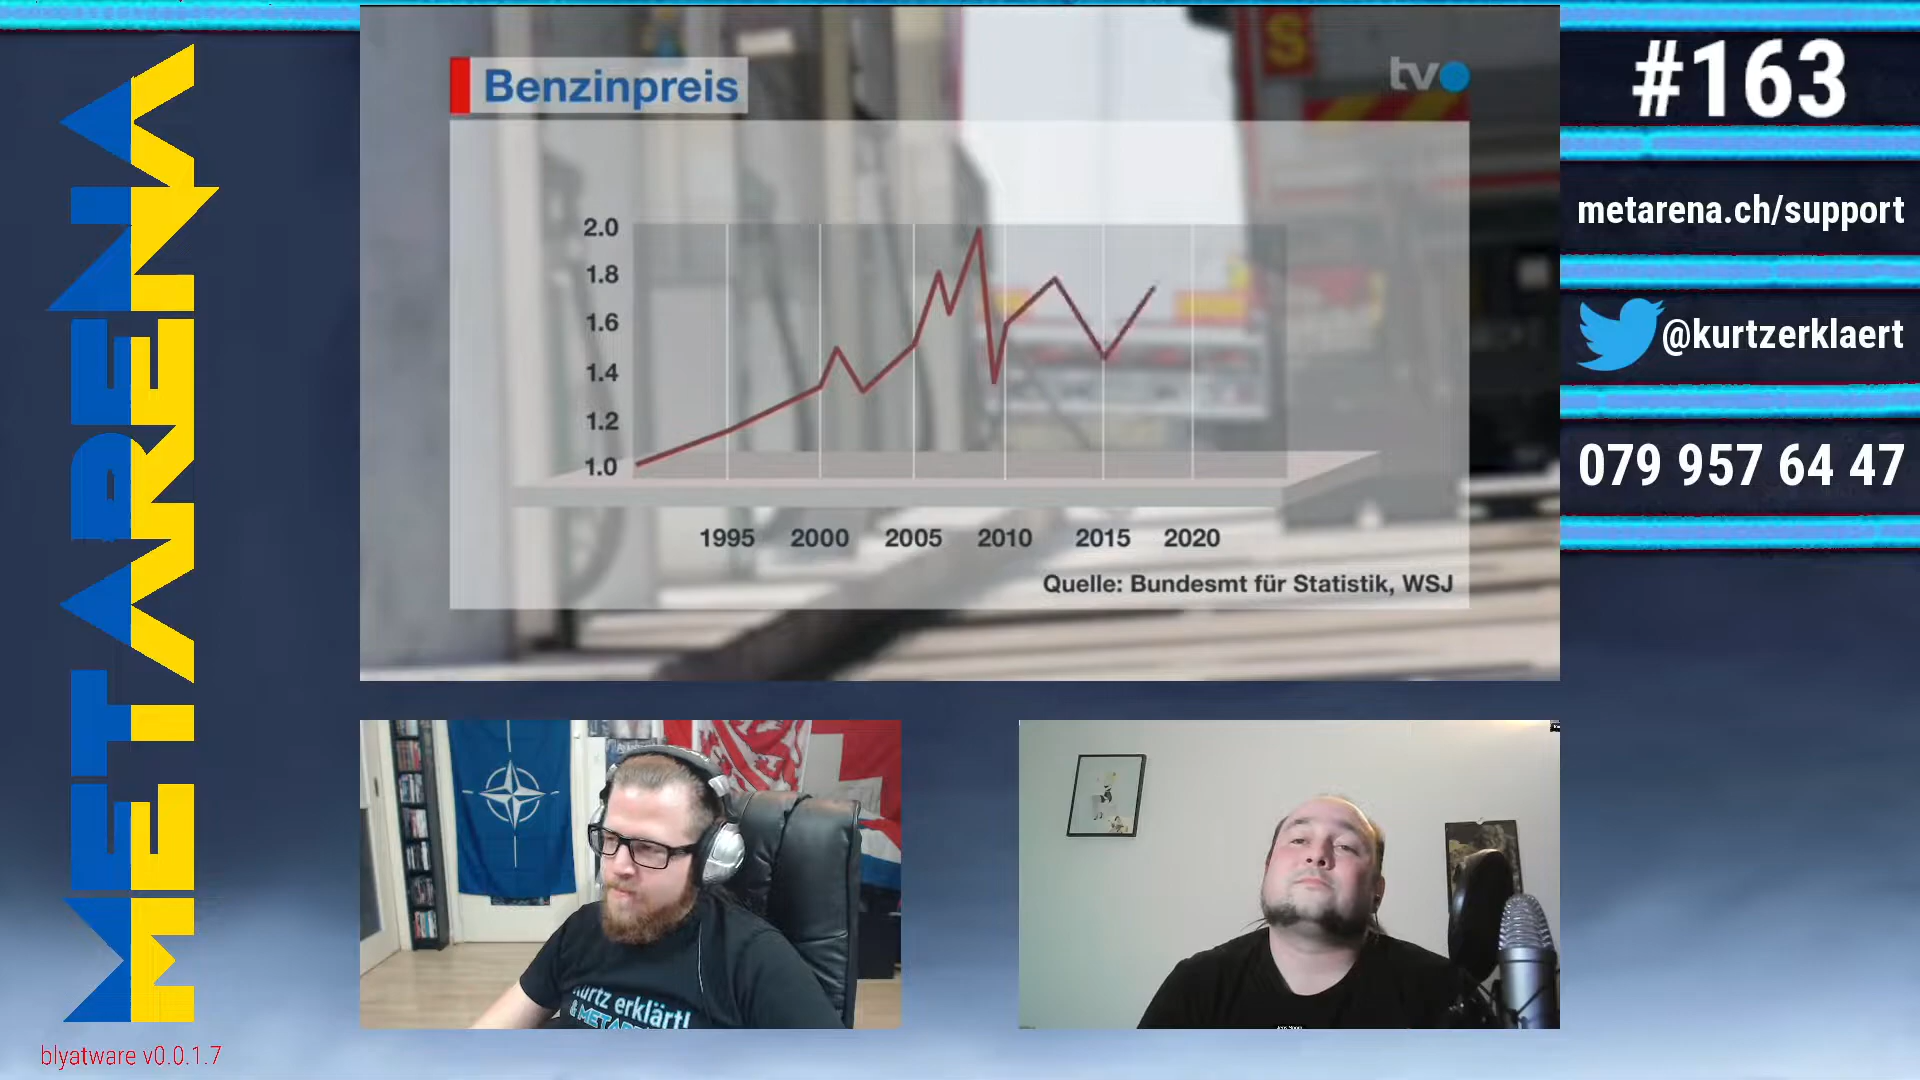 METARENA
Benzinpreis
tvo
S
2.0
1.8
1.6
1.4
1.2
1.0
1995 2000 2005 2010 2015 2020
Quelle: Bundesmt für Statistik, WSJ
#163
metarena.ch/support
@kurtzerklaert
079 957 64 47
kurtz erklärt!
& METAR
blyatware v0.0.1.7